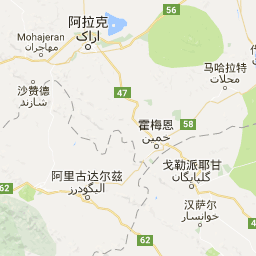 阿拉克
اراک
Mohajeran
مهاجران
马哈拉特
محلات
沙赞德
شازند
47
霍梅恩
خمین
58
戈勒派耶甘
گلپایگان
阿里古达尔兹
الیگودرز
62
汉萨尔
خوانسار
62
62